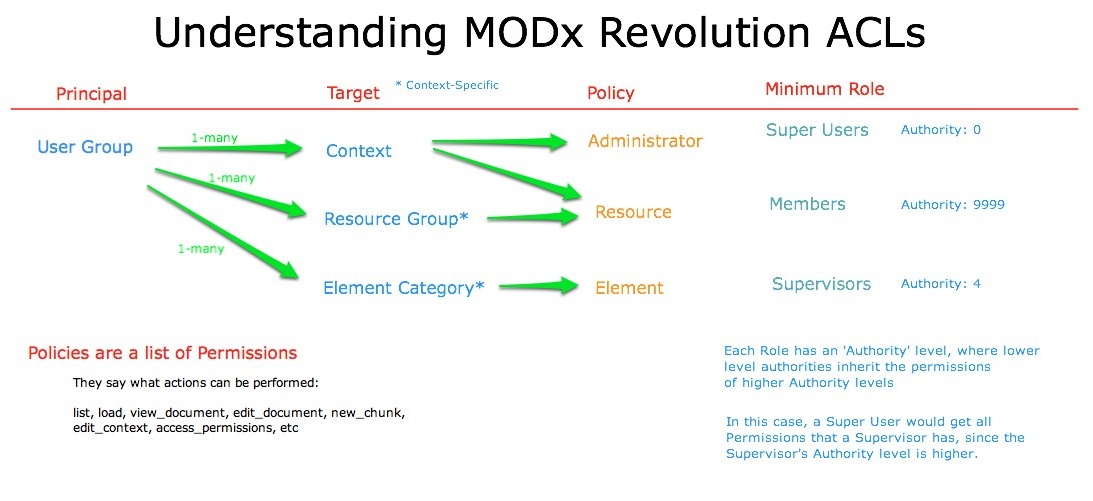 Understanding MODx Revolution ACLs
Principal
Target
* Context-Specific
Policy
Minimum Role
User Group
1-many
1-many
1-many
Context
Resource Group*
Element Category*
Administrator
Resource
Element
Super Users Authority: 0
Members Authority: 9999
Supervisors Authority: 4
Policies are a list of Permissions
They say what actions can be performed:
list, load, view_document, edit_document, new_chunk,
edit_context, access_permissions, etc
Each Role has an 'Authority' level, where lower
level authorities inherit the permissions
of higher Authority levels
In this case, a Super User would get all
Permissions that a Supervisor has, since the
Supervisor's Authority level is higher.